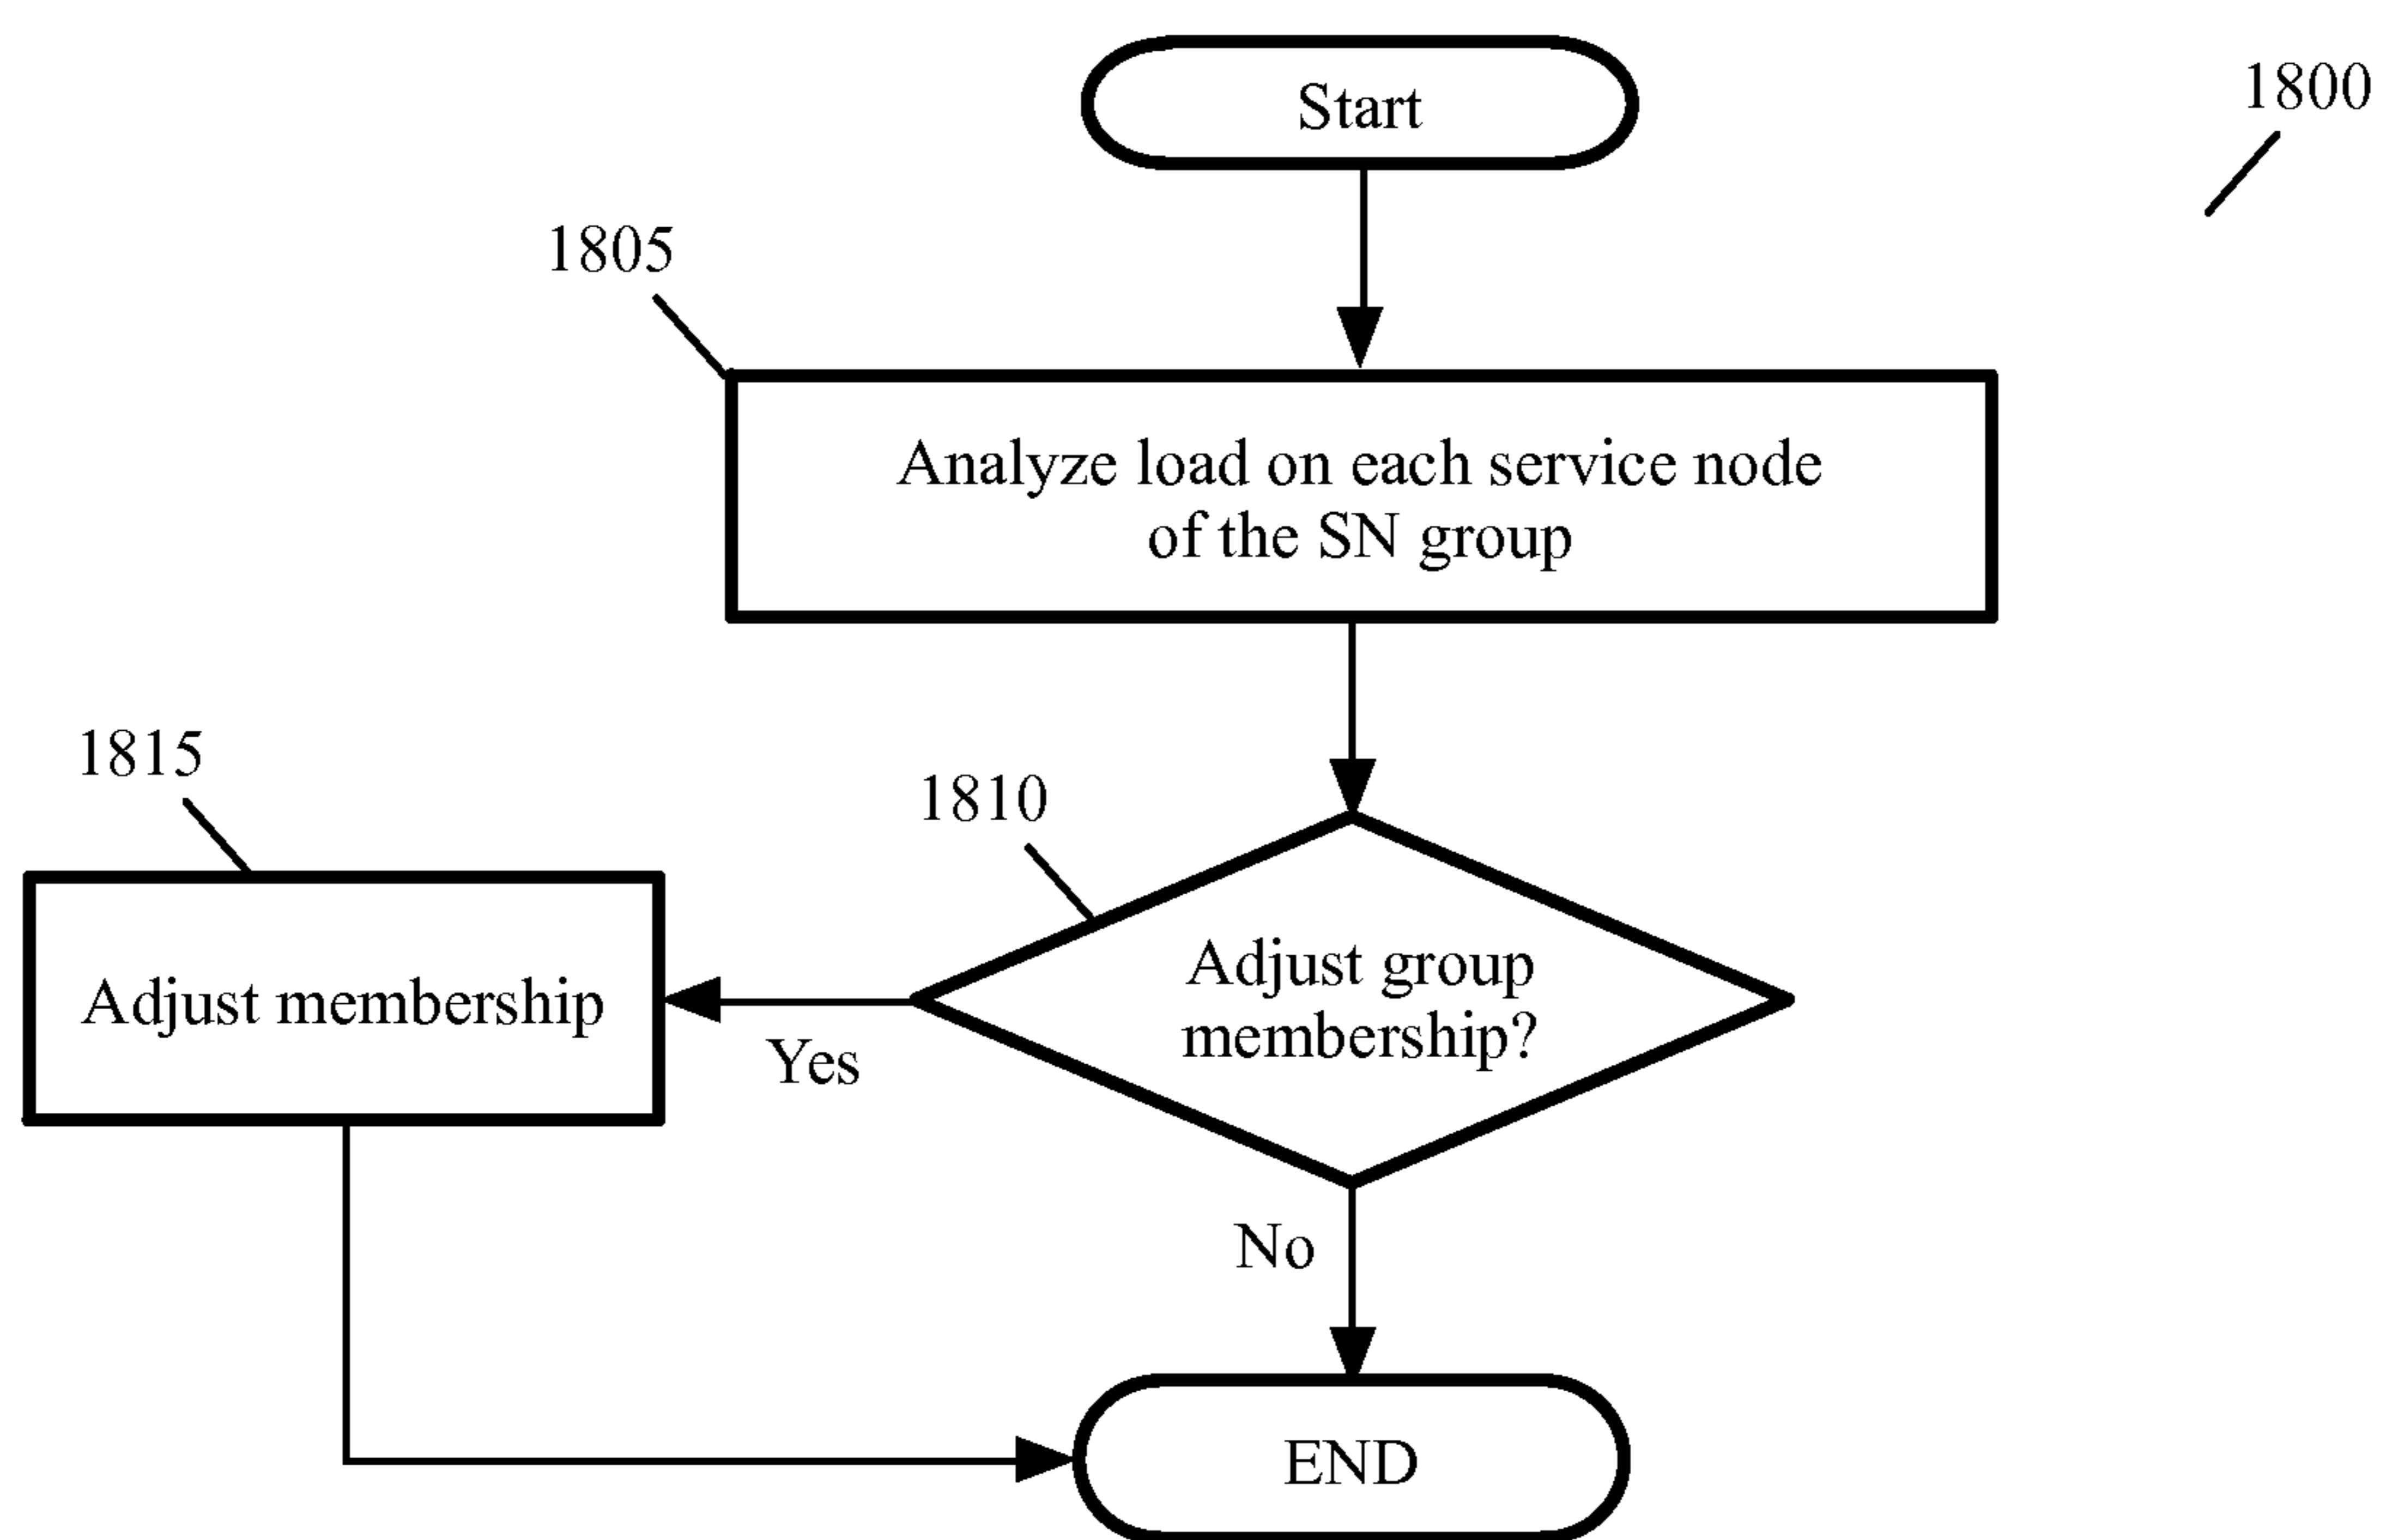 Start
1800
1805
Analyze load on each service node
of the SN group
1815
1810
Adjust group
membership?
Adjust membership
Yes
No
END